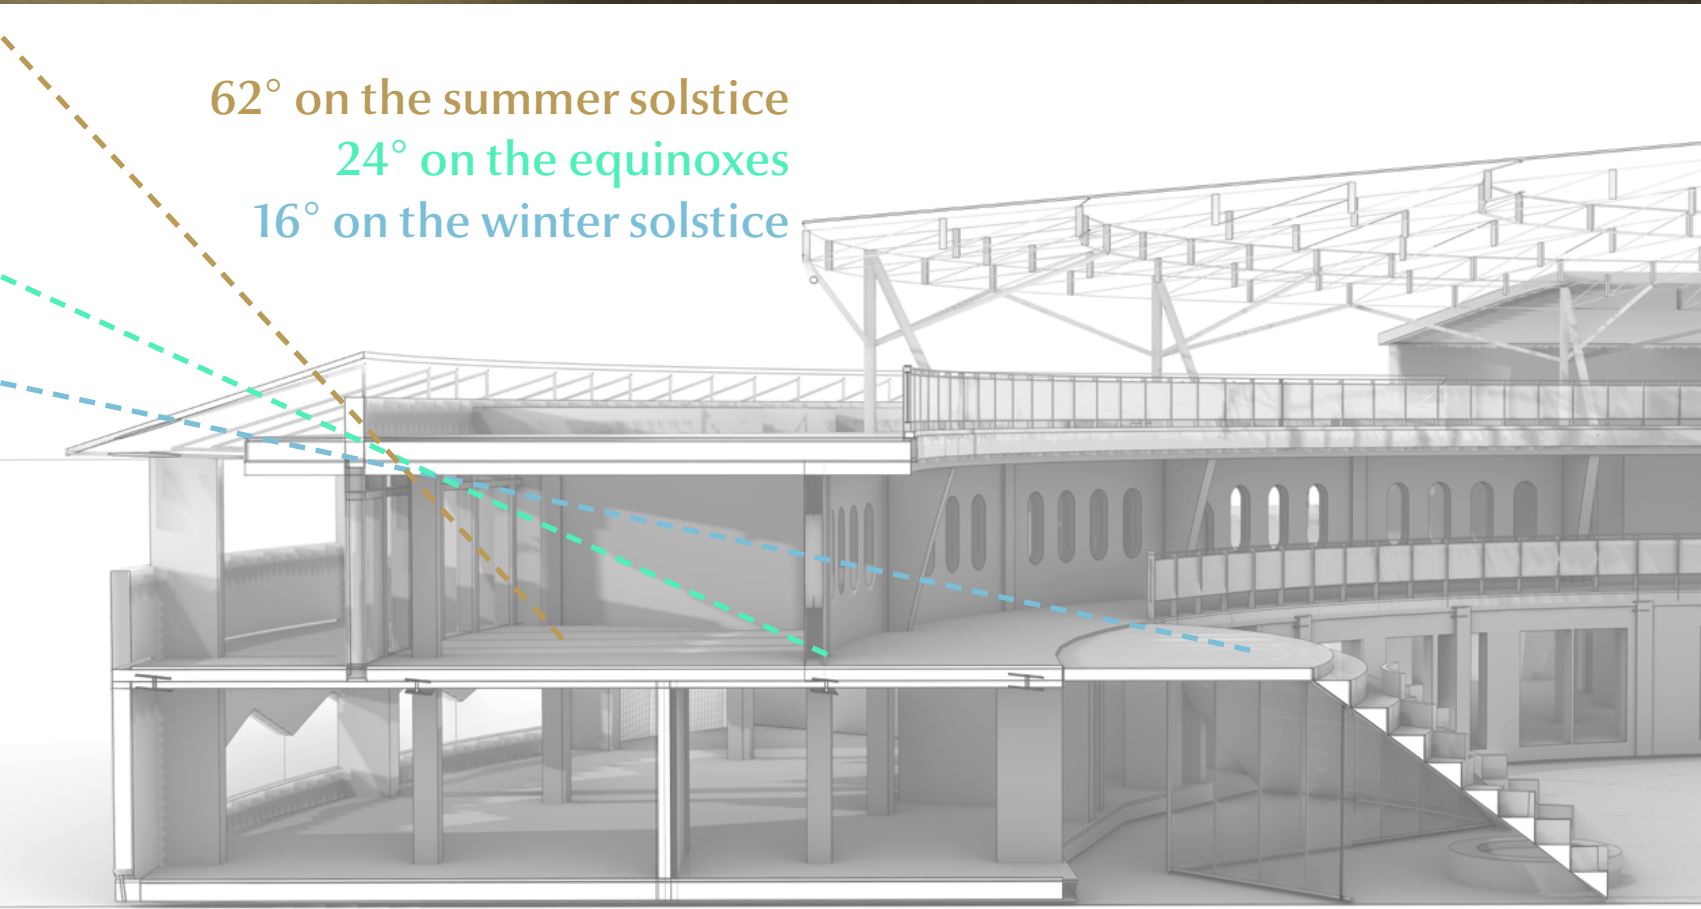 62° on the summer solstice
24° on the equinoxes
16° on the winter solstice